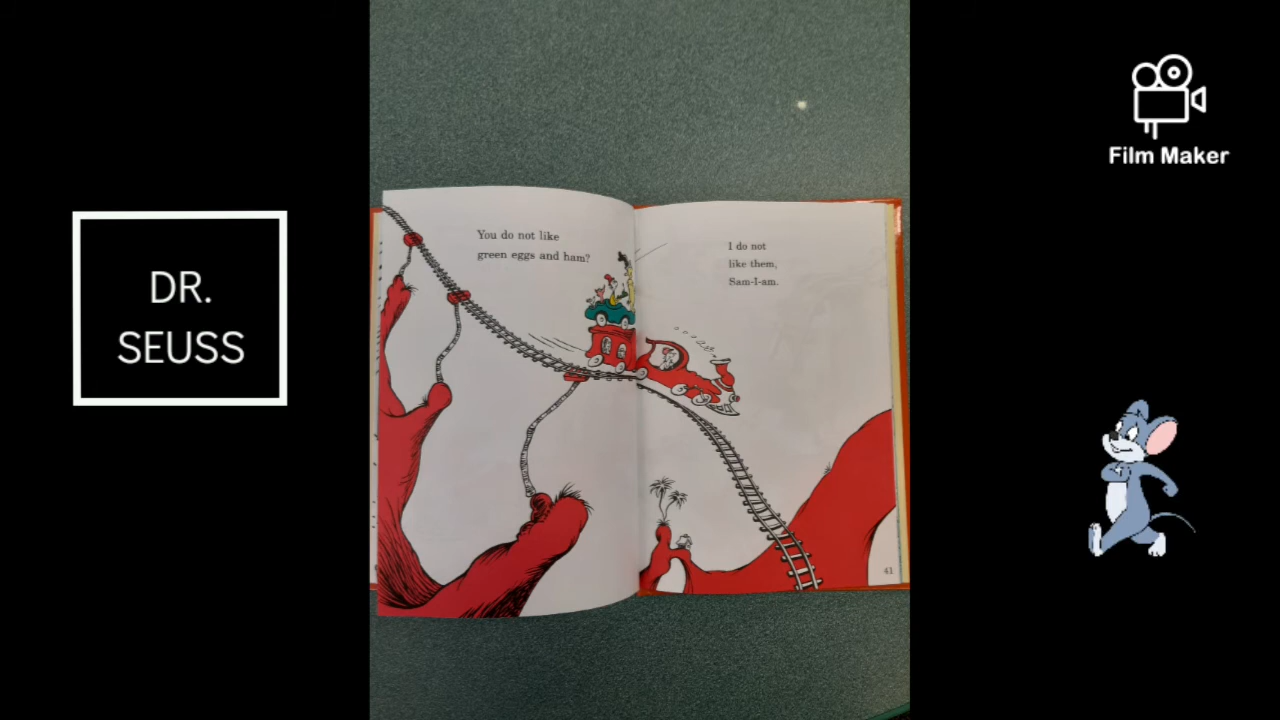 DR.
SEUSS
You do not like
green eggs and ham?
I do not
like them,
Sam-I-am.
41
Film Maker